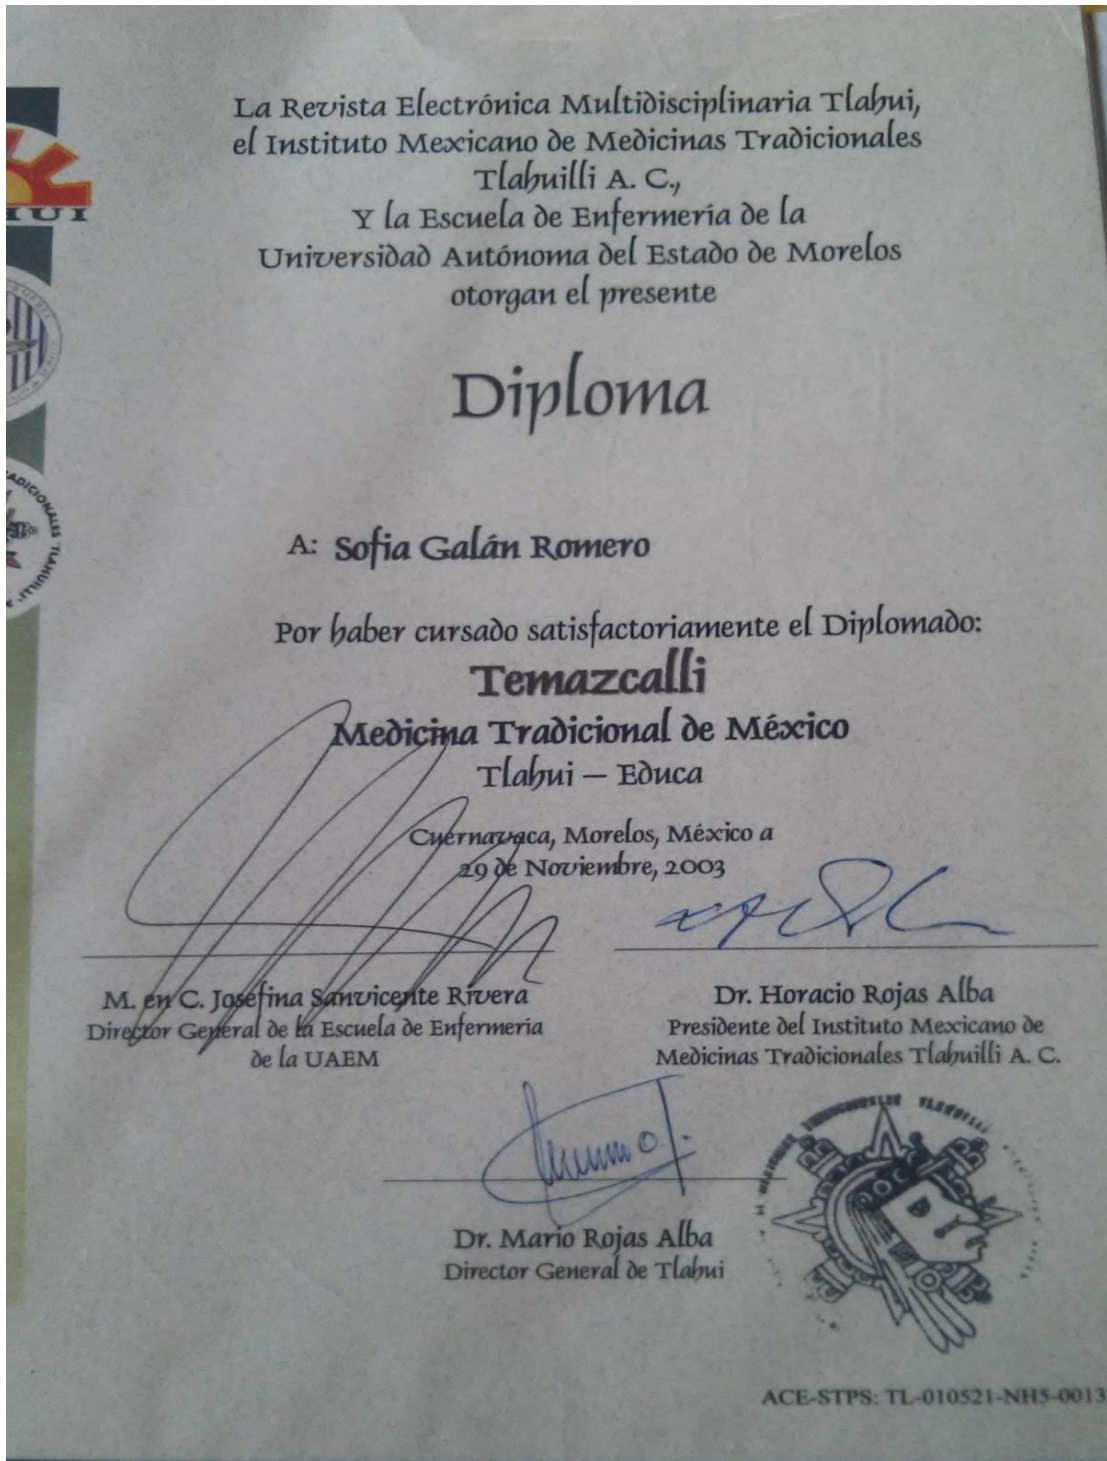 La Revista Electrónica Multidisciplinaria Tlahui,
el Instituto Mexicano de Medicinas Tradicionales
Tlahuilli A. C.,
Y la Escuela de Enfermería de la
Universidad Autónoma del Estado de Morelos
otorgan el presente
Diploma
A: Sofia Galán Romero
Por haber cursado satisfactoriamente el Diplomado:
Temazcalli
Medicina Tradicional de México
Tlahui – Educa
Cuernavaca, Morelos, México a
29 de Noviembre, 2003
M. en C. Josefina Sanvicente Rivera
Director General de la Escuela de Enfermería
de la UAEM
Dr. Horacio Rojas Alba
Presidente del Instituto Mexicano de
Medicinas Tradicionales Tlahuilli A. C.
Dr. Mario Rojas Alba
Director General de Tlahui
ACE-STPS: TL-010521-NH5-0013